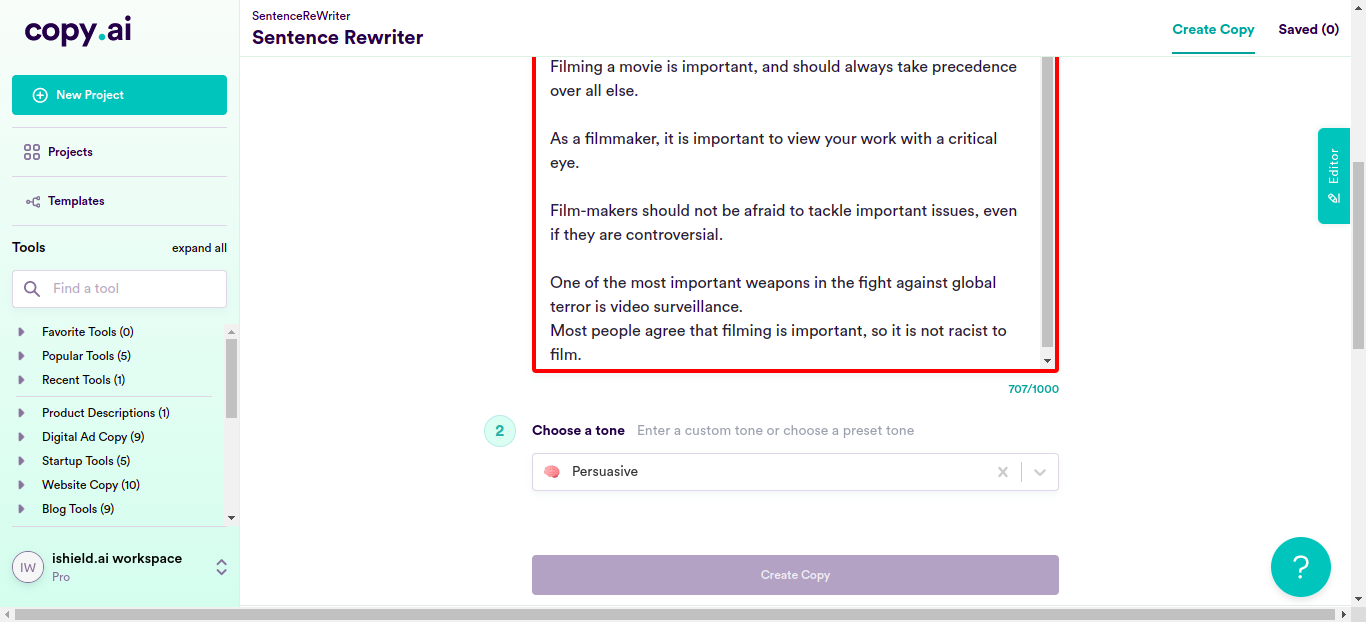 copy.ai
New Project
Projects
Templates
Tools
expand all
Find a tool
Favorite Tools (0)
Popular Tools (5)
Recent Tools (1)
Product Descriptions (1)
Digital Ad Copy (9)
Startup Tools (5)
Website Copy (10)
Blog Tools (9)
IW
ishield.ai workspace
Pro
SentenceReWriter
Sentence Rewriter
Create Copy
Saved (0)
Filming a movie is important, and should always take precedence
over all else.
As a filmmaker, it is important to view your work with a critical
eye.
Film-makers should not be afraid to tackle important issues, even
if they are controversial.
One of the most important weapons in the fight against global
terror is video surveillance.
Most people agree that filming is important, so it is not racist to
film.
707/1000
2
Choose a tone
Enter a custom tone or choose a preset tone
Persuasive
Create Copy
Editor
?